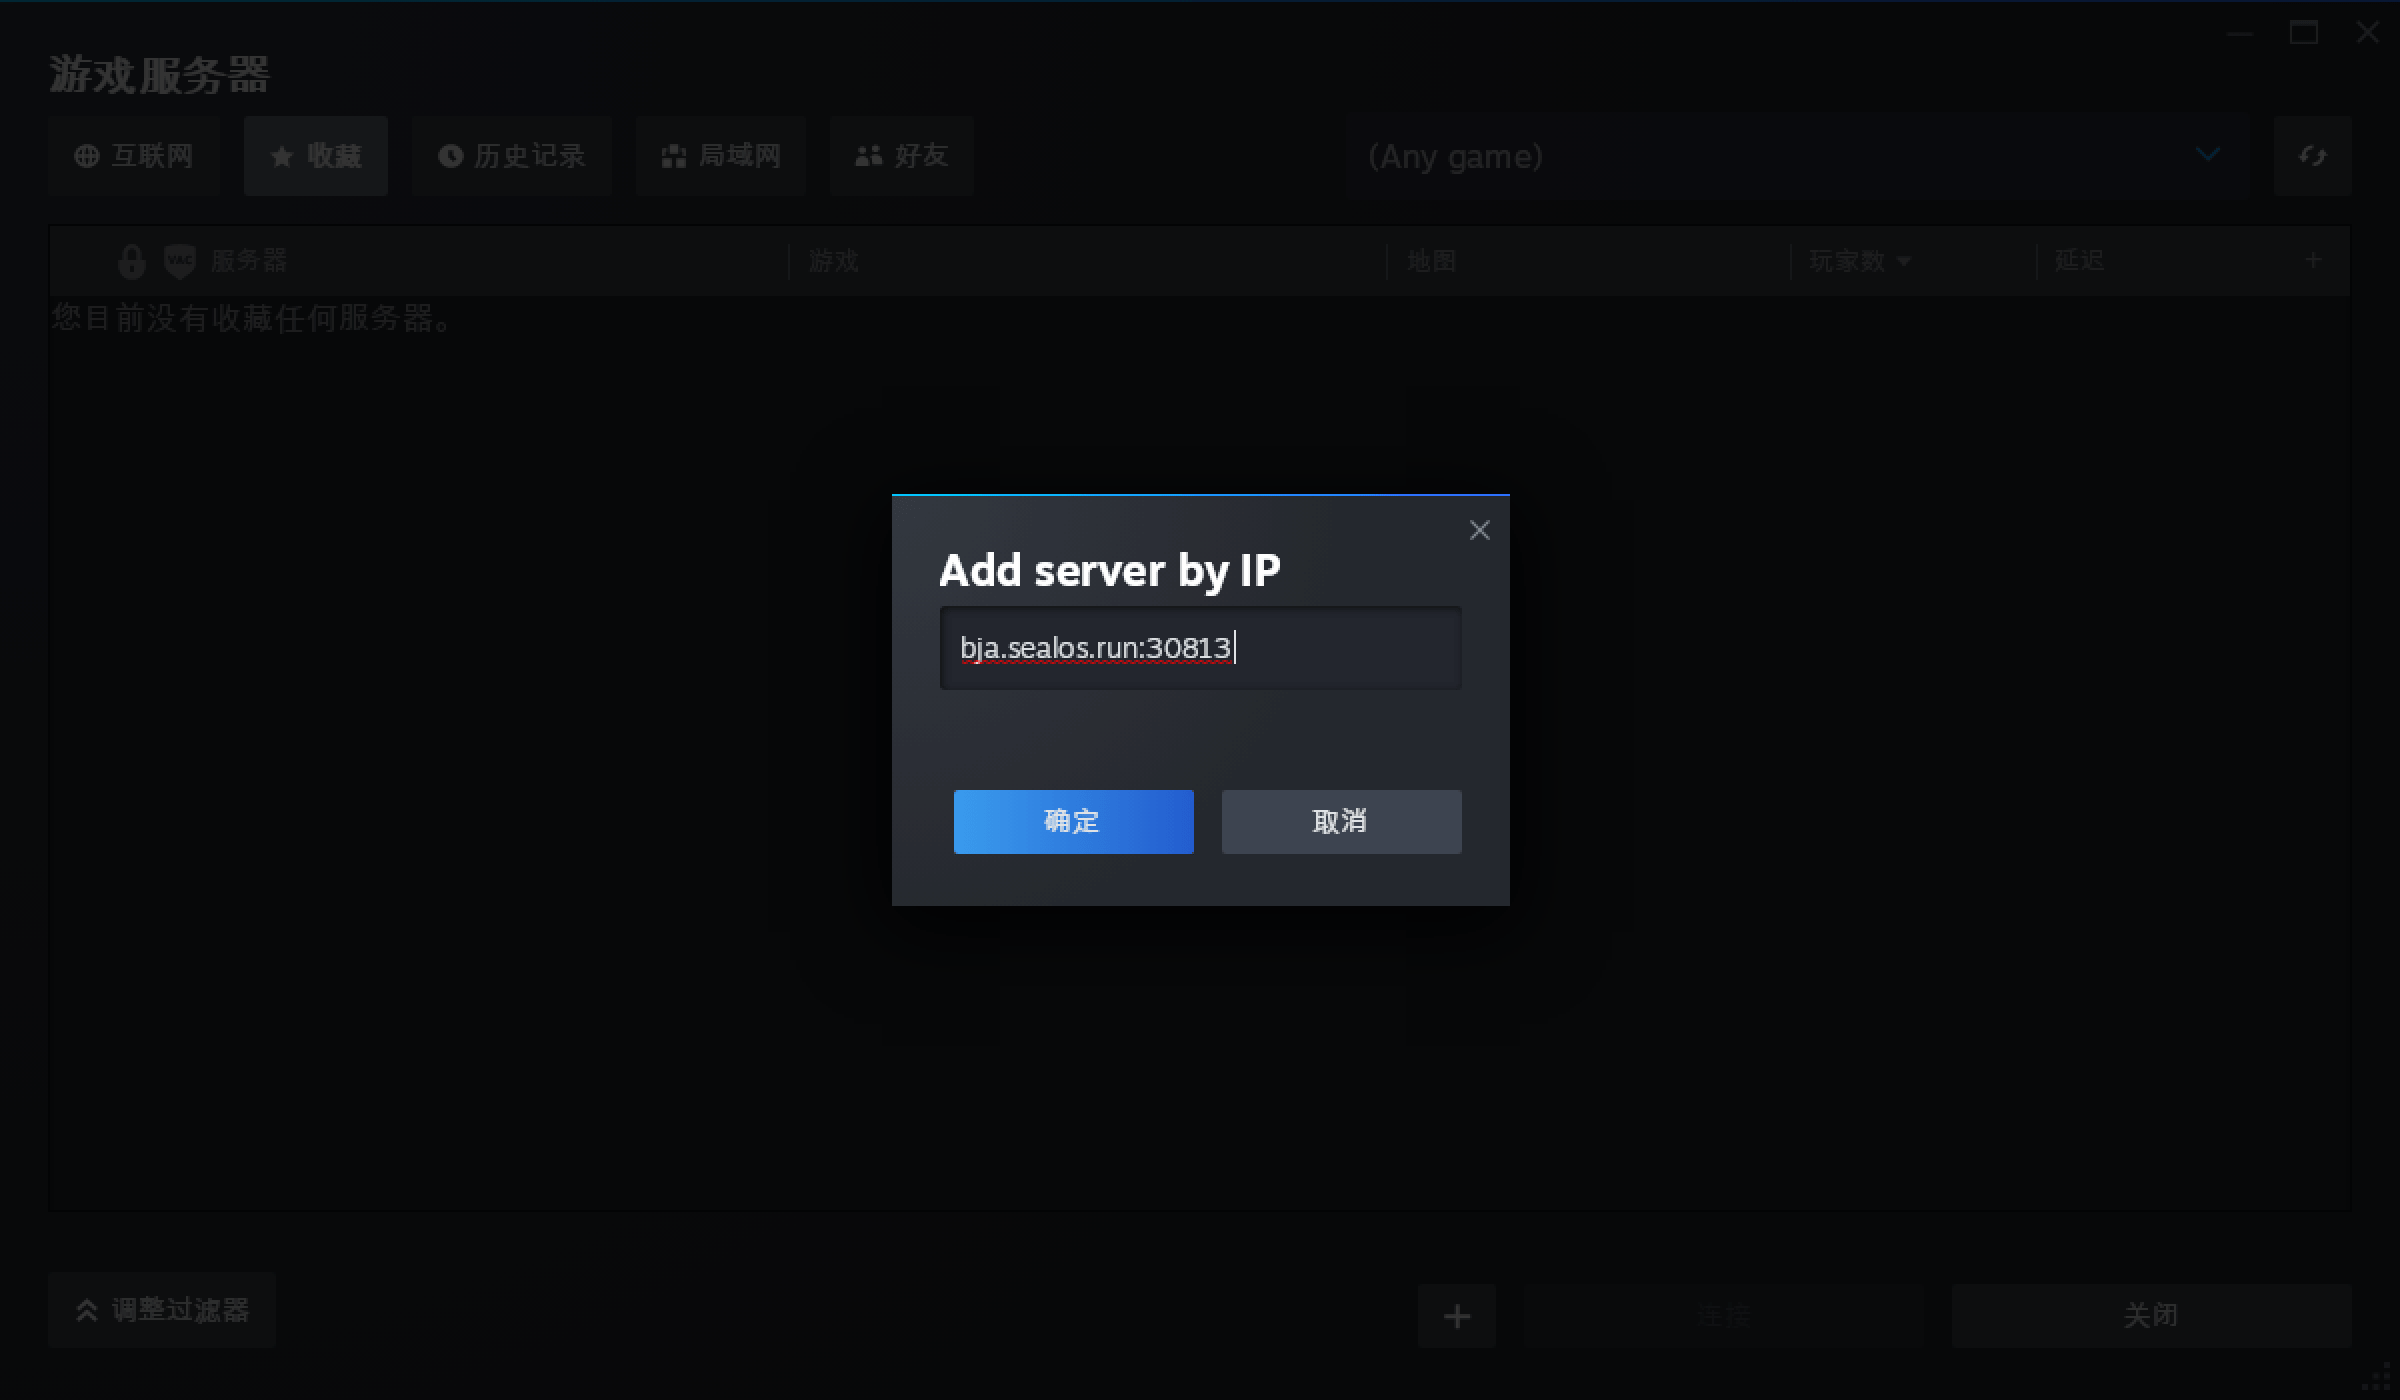 游戏服务器
互联网
收藏
历史记录
局域网
好友
(Any game)
VAC 服务器
游戏
地图
玩家数
延迟
+
您目前没有收藏任何服务器。
Add server by IP
bja.sealos.run:30813
确定
取消
调整过滤器
+
连接
关闭